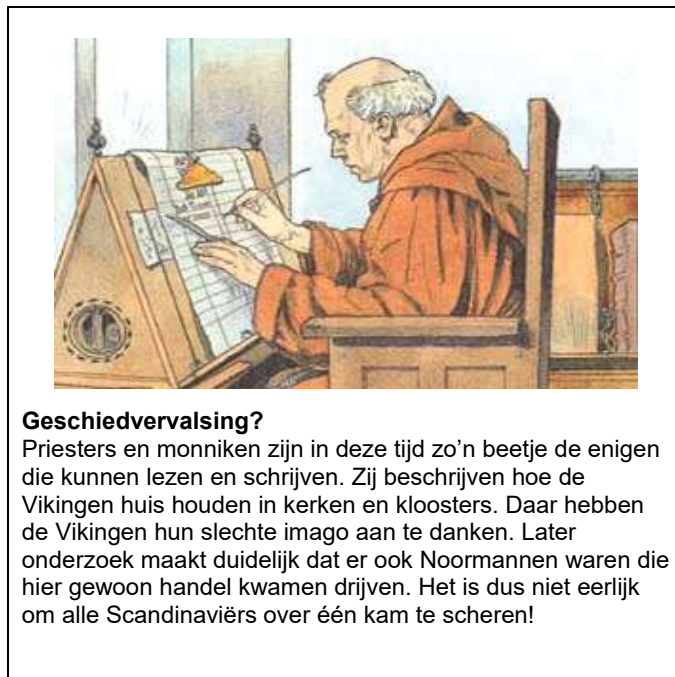 Geschiedvervalsing?
Priesters en monniken zijn in deze tijd zo’n beetje de enigen
die kunnen lezen en schrijven. Zij beschrijven hoe de
Vikingen huis houden in kerken en kloosters. Daar hebben
de Vikingen hun slechte imago aan te danken. Later
onderzoek maakt duidelijk dat er ook Noormannen waren die
hier gewoon handel kwamen drijven. Het is dus niet eerlijk
om alle Scandinaviërs over één kam te scheren!